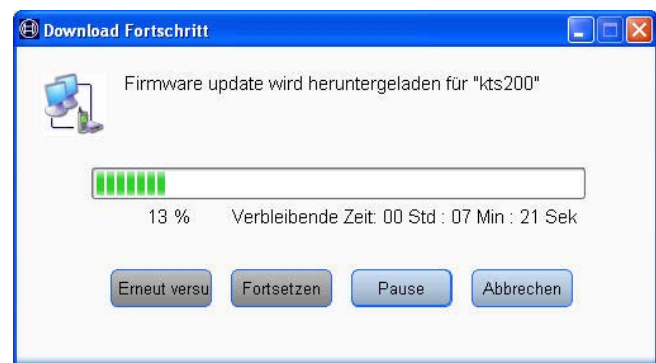 Download Fortschritt
Firmware update wird heruntergeladen für "kts200"
13 % Verbleibende Zeit: 00 Std : 07 Min : 21 Sek
Erneut versu Fortsetzen Pause Abbrechen